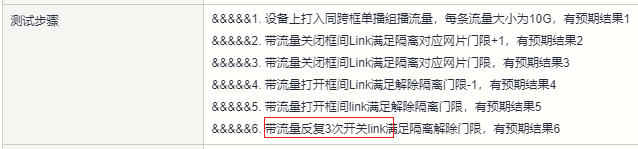 测试步骤
&&&&&1. 设备上打入同跨框单播组播流量，每条流量大小为10G，有预期结果1
&&&&&2. 带流量关闭框间Link满足隔离对应网片门限+1，有预期结果2
&&&&&3. 带流量关闭框间Link满足隔离对应网片门限，有预期结果3
&&&&&4. 带流量打开框间Link满足解除隔离门限-1，有预期结果4
&&&&&5. 带流量打开框间link满足解除隔离门限，有预期结果5
&&&&&6. 带流量反复3次开关link满足隔离解除门限，有预期结果6